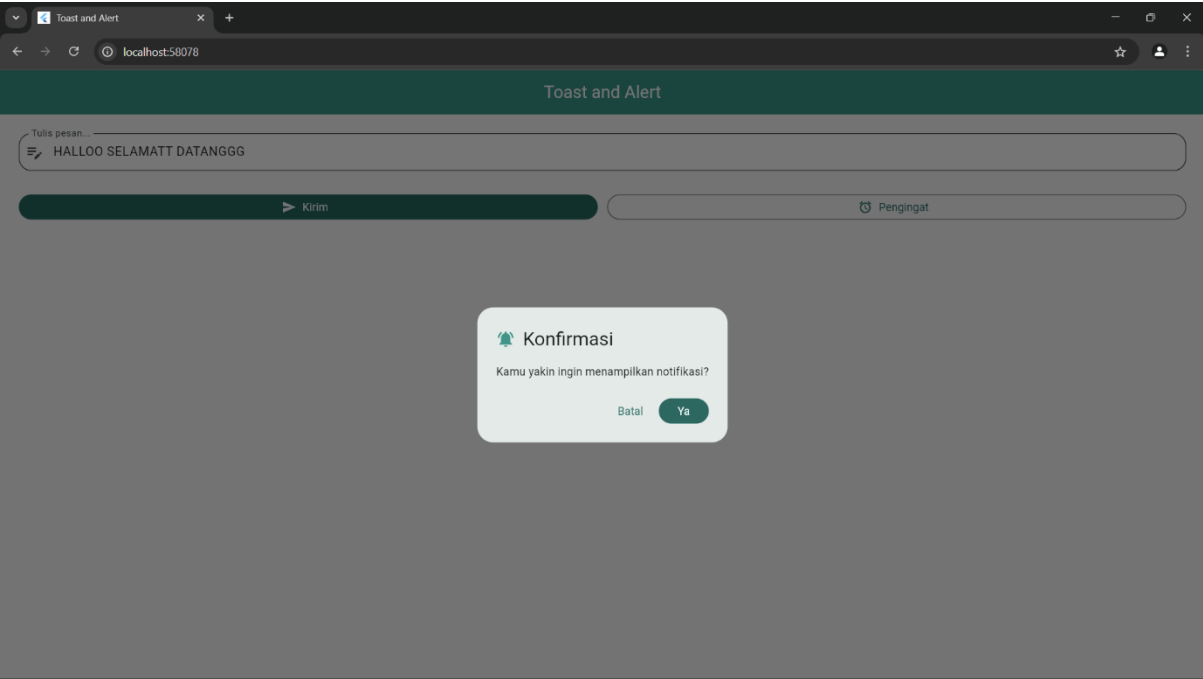 Toast and Alert
localhost:58078
Toast and Alert
Tulis pesan...
HALLOO SELAMATT DATANGGG
Kirim
Pengingat
Konfirmasi
Kamu yakin ingin menampilkan notifikasi?
Batal
Ya